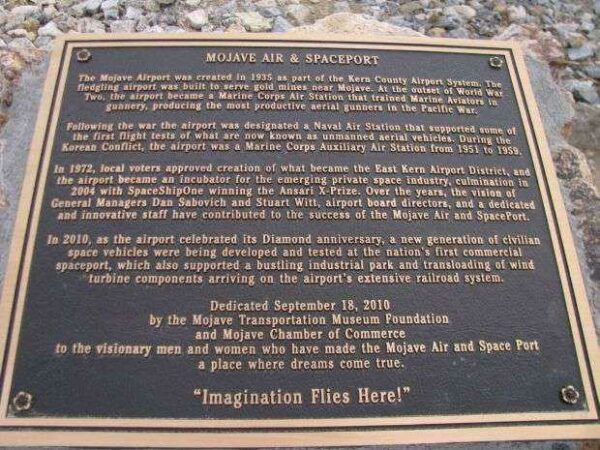 MOJAVE AIR & SPACEPORT
The Mojave Airport was created in 1935 as part of the Kern County Airport System. The
fledgling airport was built to serve gold mines near Mojave. At the outset of World War
Two, the airport became a Marine Corps Air Station that trained Marine Aviators in
gunnery, producing the most productive aerial gunners in the Pacific War.
Following the war the airport was designated a Naval Air Station that supported some of
the first flight tests of what are now known as unmanned aerial vehicles. During the
Korean Conflict, the airport was a Marine Corps Auxiliary Air Station from 1951 to 1959.
In 1972, local voters approved creation of what became the East Kern Airport District, and
the airport became an incubator for the emerging private space industry, culmination in
2004 with SpaceShipOne winning the Ansari X-Prize. Over the years, the vision of
General Managers Dan Sabovich and Stuart Witt, airport board directors, and a dedicated
and innovative staff have contributed to the success of the Mojave Air and SpacePort.
In 2010, as the airport celebrated its Diamond anniversary, a new generation of civilian
space vehicles were being developed and tested at the nation's first commercial
spaceport, which also supported a bustling industrial park and transloading of wind
turbine components arriving on the airport's extensive railroad system.
Dedicated September 18, 2010
by the Mojave Transportation Museum Foundation
and Mojave Chamber of Commerce
to the visionary men and women who have made the Mojave Air and Space Port
a place where dreams come true.
"Imagination Flies Here!"